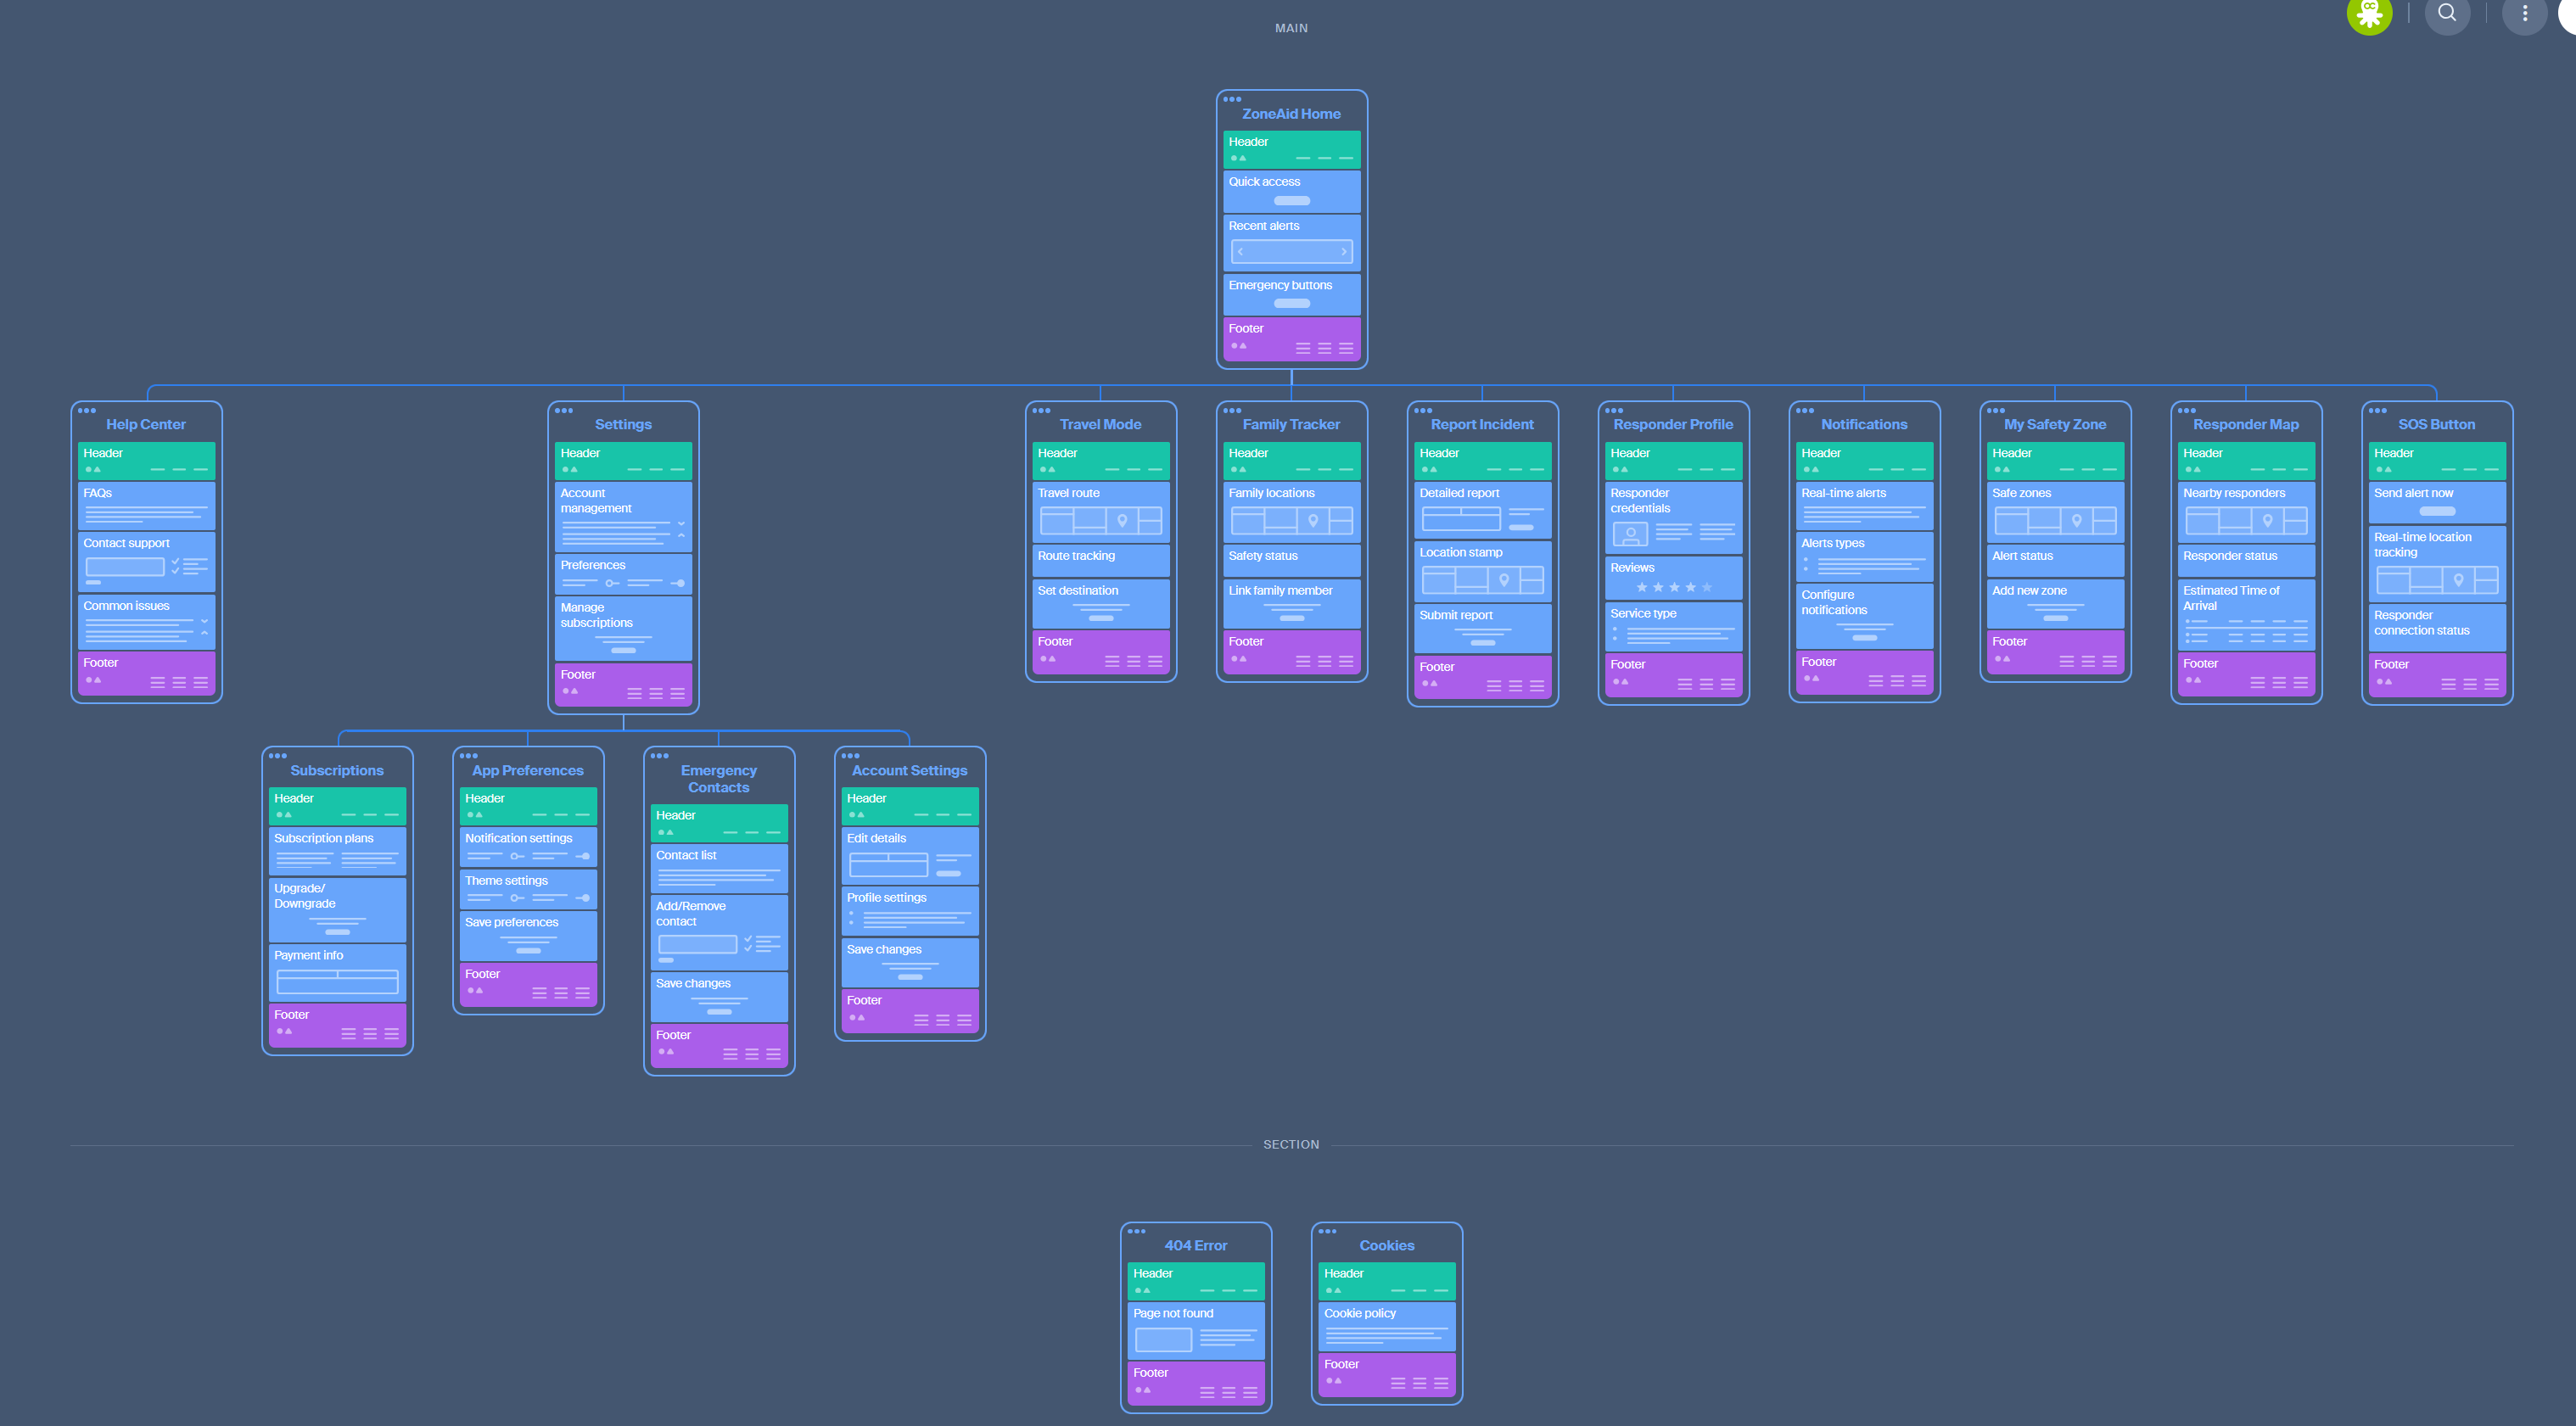 MAIN
ZoneAid Home
Header
Quick access
Recent alerts
Emergency buttons
Footer
Help Center
Header
FAQs
Contact support
Common issues
Footer
Settings
Header
Account
management
Preferences
Manage
subscriptions
Footer
Travel Mode
Header
Travel route
Route tracking
Set destination
Footer
Family Tracker
Header
Family locations
Safety status
Link family member
Footer
Report Incident
Header
Detailed report
Location stamp
Submit report
Footer
Responder Profile
Header
Responder
credentials
Reviews
Service type
Footer
Notifications
Header
Real-time alerts
Alerts types
Configure
notifications
Footer
My Safety Zone
Header
Safe zones
Alert status
Add new zone
Footer
Responder Map
Header
Nearby responders
Responder status
Estimated Time of
Arrival
Footer
SOS Button
Header
Send alert now
Real-time location
tracking
Responder
connection status
Footer
Subscriptions
Header
Subscription plans
Upgrade/
Downgrade
Payment info
Footer
App Preferences
Header
Notification settings
Theme settings
Save preferences
Footer
Emergency
Contacts
Header
Contact list
Add/Remove
contact
Save changes
Footer
Account Settings
Header
Edit details
Profile settings
Save changes
Footer
SECTION
404 Error
Header
Page not found
Footer
Cookies
Header
Cookie policy
Footer